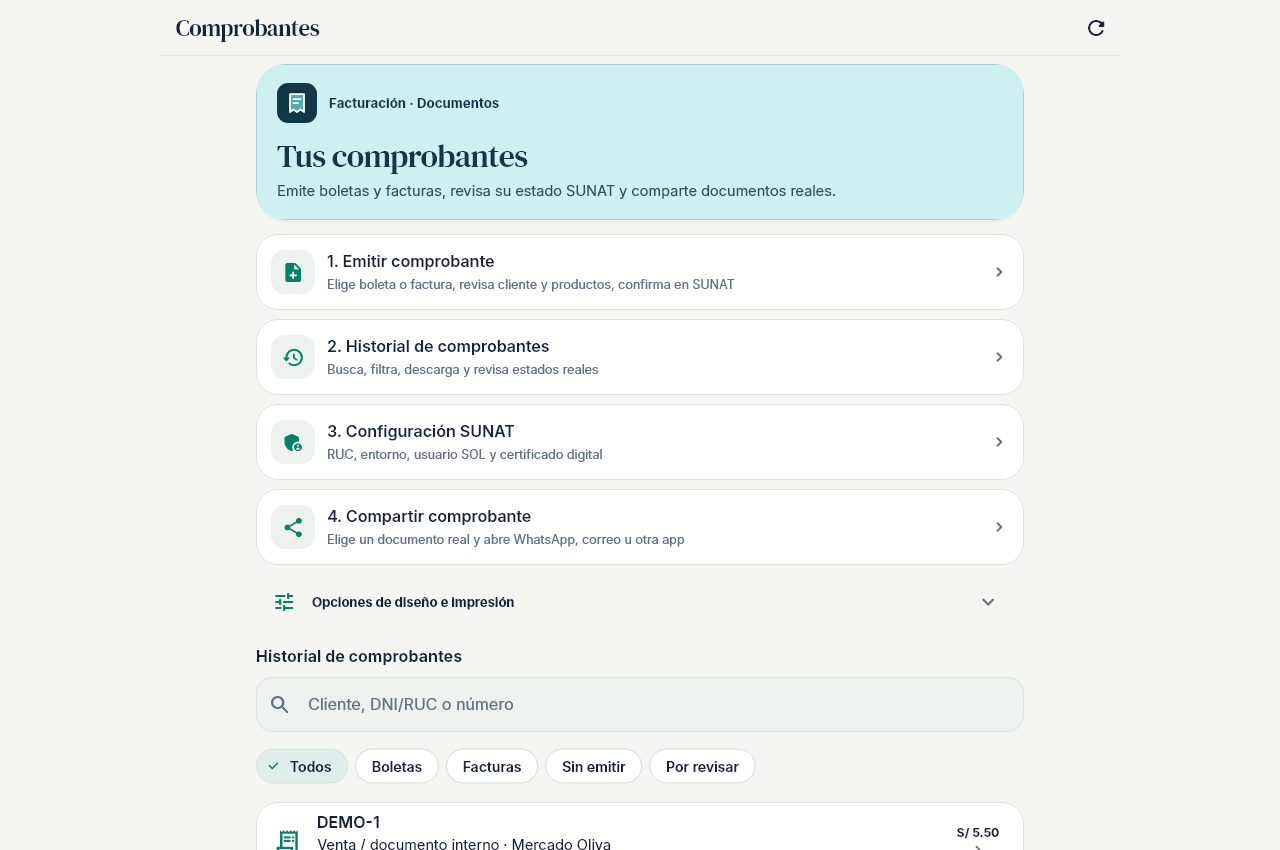 Comprobantes
Facturación · Documentos
Tus comprobantes
Emite boletas y facturas, revisa su estado SUNAT y comparte documentos reales.
1. Emitir comprobante
Elige boleta o factura, revisa cliente y productos, confirma en SUNAT
2. Historial de comprobantes
Busca, filtra, descarga y revisa estados reales
3. Configuración SUNAT
RUC, entorno, usuario SOL y certificado digital
4. Compartir comprobante
Elige un documento real y abre WhatsApp, correo u otra app
Opciones de diseño e impresión
Historial de comprobantes
Cliente, DNI/RUC o número
Todos Boletas Facturas Sin emitir Por revisar
DEMO-1
S/ 5.50
Venta / documento interno · Mercado Oliva